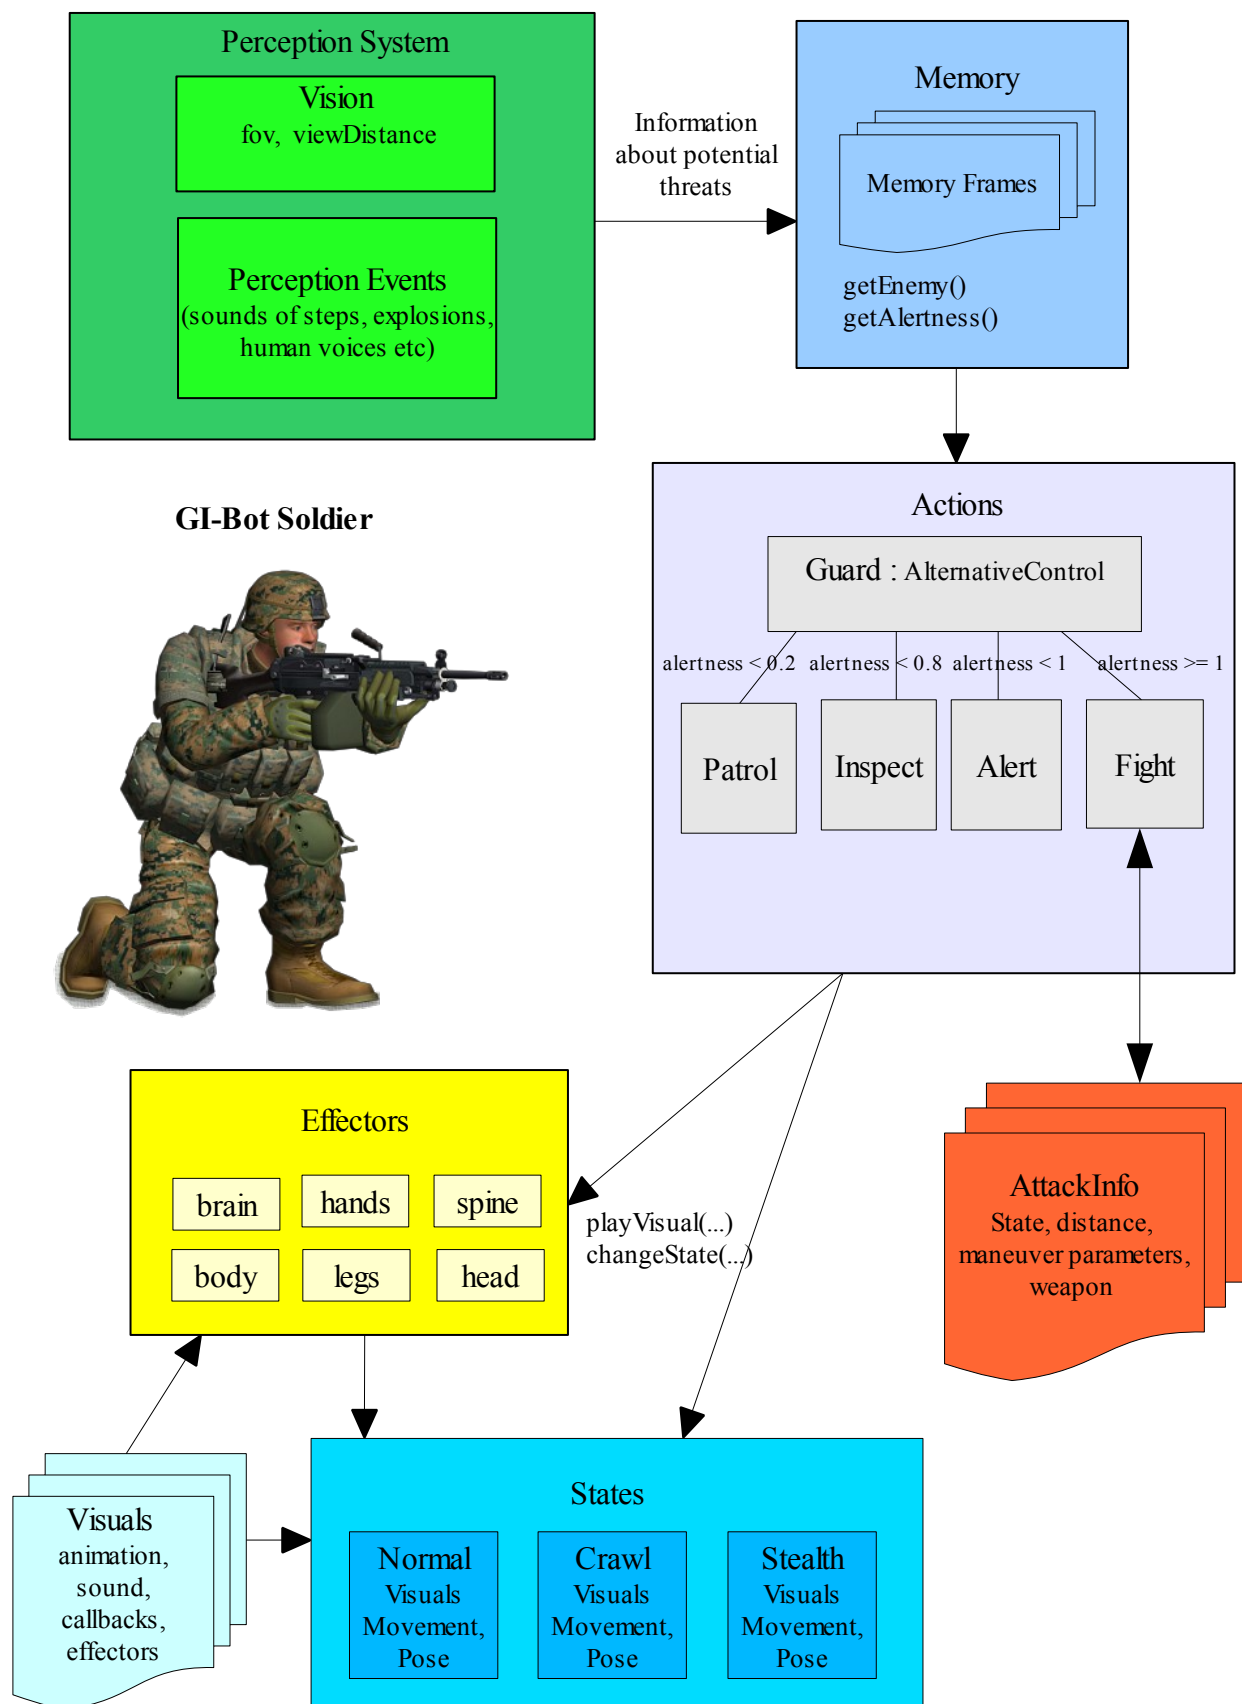 Perception System
Vision
fov, viewDistance
Perception Events
(sounds of steps, explosions,
human voices etc)
Information
about potential
threats
Memory
Memory Frames
getEnemy()
getAlertness()
GI-Bot Soldier
Actions
Guard : AlternativeControl
alertness < 0.2
alertness < 0.8
alertness < 1
alertness >= 1
Patrol
Inspect
Alert
Fight
Effectors
brain
hands
spine
body
legs
head
playVisual(...)
changeState(...)
AttackInfo
State, distance,
maneuver parameters,
weapon
Visuals
animation,
sound,
callbacks,
effectors
States
Normal
Visuals
Movement,
Pose
Crawl
Visuals
Movement,
Pose
Stealth
Visuals
Movement,
Pose